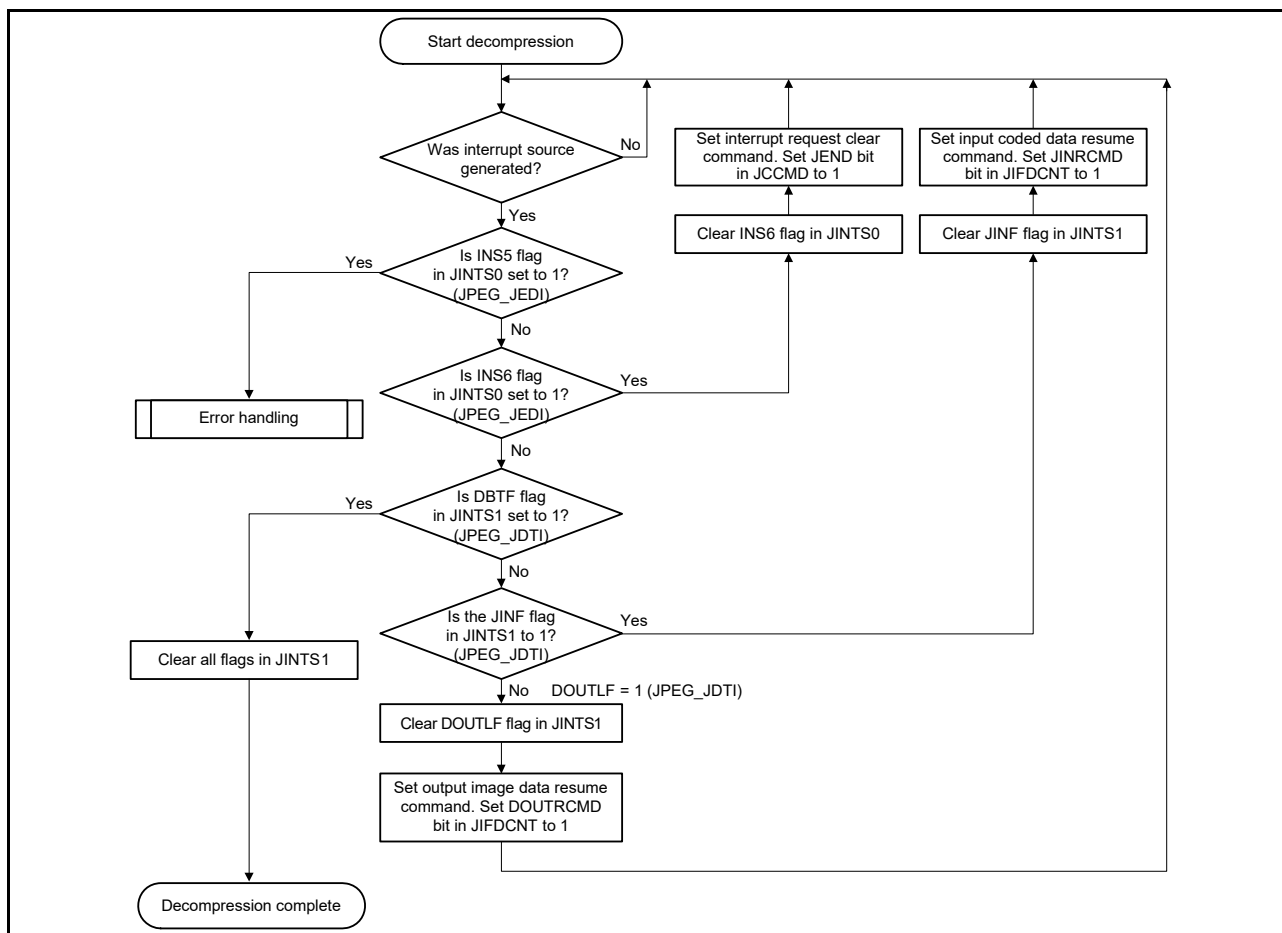 Start decompression
Was interrupt source
generated?
No
Yes
Set interrupt request clear
command. Set JEND bit
in JCCMD to 1
Set input coded data resume
command. Set JINRCMD
bit in JIFDCNT to 1
Clear INS6 flag in JINTS0
Clear JINF flag in JINTS1
Yes
Is INS5 flag
in JINTS0 set to 1?
(JPEG_JEDI)
No
Is INS6 flag
in JINTS0 set to 1?
(JPEG_JEDI)
Yes
Error handling
No
Yes
Is DBTF flag
in JINTS1 set to 1?
(JPEG_JDTI)
No
Is the JINF flag
in JINTS1 to 1?
(JPEG_JDTI)
Yes
Clear all flags in JINTS1
No DOUTLF = 1 (JPEG_JDTI)
Clear DOUTLF flag in JINTS1
Set output image data resume
command. Set DOUTRCMD
bit in JIFDCNT to 1
Decompression complete